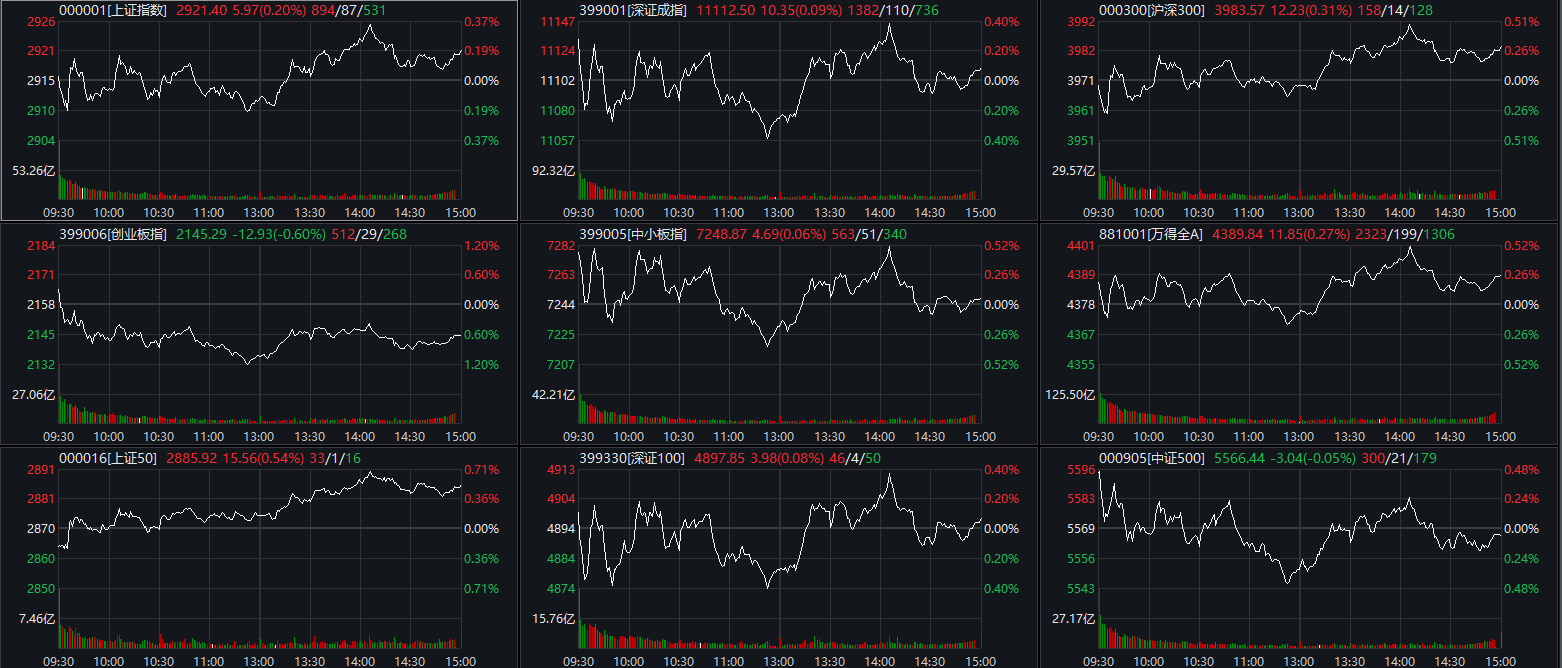 000001[上证指数] 2921.40 5.97(0.20%) 894/87/531
2926 0.37%
2921 0.19%
2915 0.00%
2910 0.19%
2904 0.37%
53.26亿
09:30 10:00 10:30 11:00 13:00 13:30 14:00 14:30 15:00
399001[深证成指] 11112.50 10.35(0.09%) 1382/110/736
11147 0.40%
11124 0.20%
11102 0.00%
11080 0.20%
11057 0.40%
92.32亿
09:30 10:00 10:30 11:00 13:00 13:30 14:00 14:30 15:00
000300[沪深300] 3983.57 12.23(0.31%) 158/14/128
3992 0.51%
3982 0.26%
3971 0.00%
3961 0.26%
3951 0.51%
29.57亿
09:30 10:00 10:30 11:00 13:00 13:30 14:00 14:30 15:00
399006[创业板指] 2145.29 -12.93(-0.60%) 512/29/268
2184 1.20%
2171 0.60%
2158 0.00%
2145 0.60%
2132 1.20%
27.06亿
09:30 10:00 10:30 11:00 13:00 13:30 14:00 14:30 15:00
399005[中小板指] 7248.87 4.69(0.06%) 563/51/340
7282 0.52%
7263 0.26%
7244 0.00%
7225 0.26%
7207 0.52%
42.21亿
09:30 10:00 10:30 11:00 13:00 13:30 14:00 14:30 15:00
881001[万得全A] 4389.84 11.85(0.27%) 2323/199/1306
4401 0.52%
4389 0.26%
4378 0.00%
4367 0.26%
4355 0.52%
125.50亿
09:30 10:00 10:30 11:00 13:00 13:30 14:00 14:30 15:00
000016[上证50] 2885.92 15.56(0.54%) 33/1/16
2891 0.71%
2881 0.36%
2870 0.00%
2860 0.36%
2850 0.71%
7.46亿
09:30 10:00 10:30 11:00 13:00 13:30 14:00 14:30 15:00
399330[深证100] 4897.85 3.98(0.08%) 46/4/50
4913 0.40%
4904 0.20%
4894 0.00%
4884 0.20%
4874 0.40%
15.76亿
09:30 10:00 10:30 11:00 13:00 13:30 14:00 14:30 15:00
000905[中证500] 5566.44 -3.04(-0.05%) 300/21/179
5596 0.48%
5583 0.24%
5569 0.00%
5556 0.24%
5543 0.48%
27.17亿
09:30 10:00 10:30 11:00 13:00 13:30 14:00 14:30 15:00